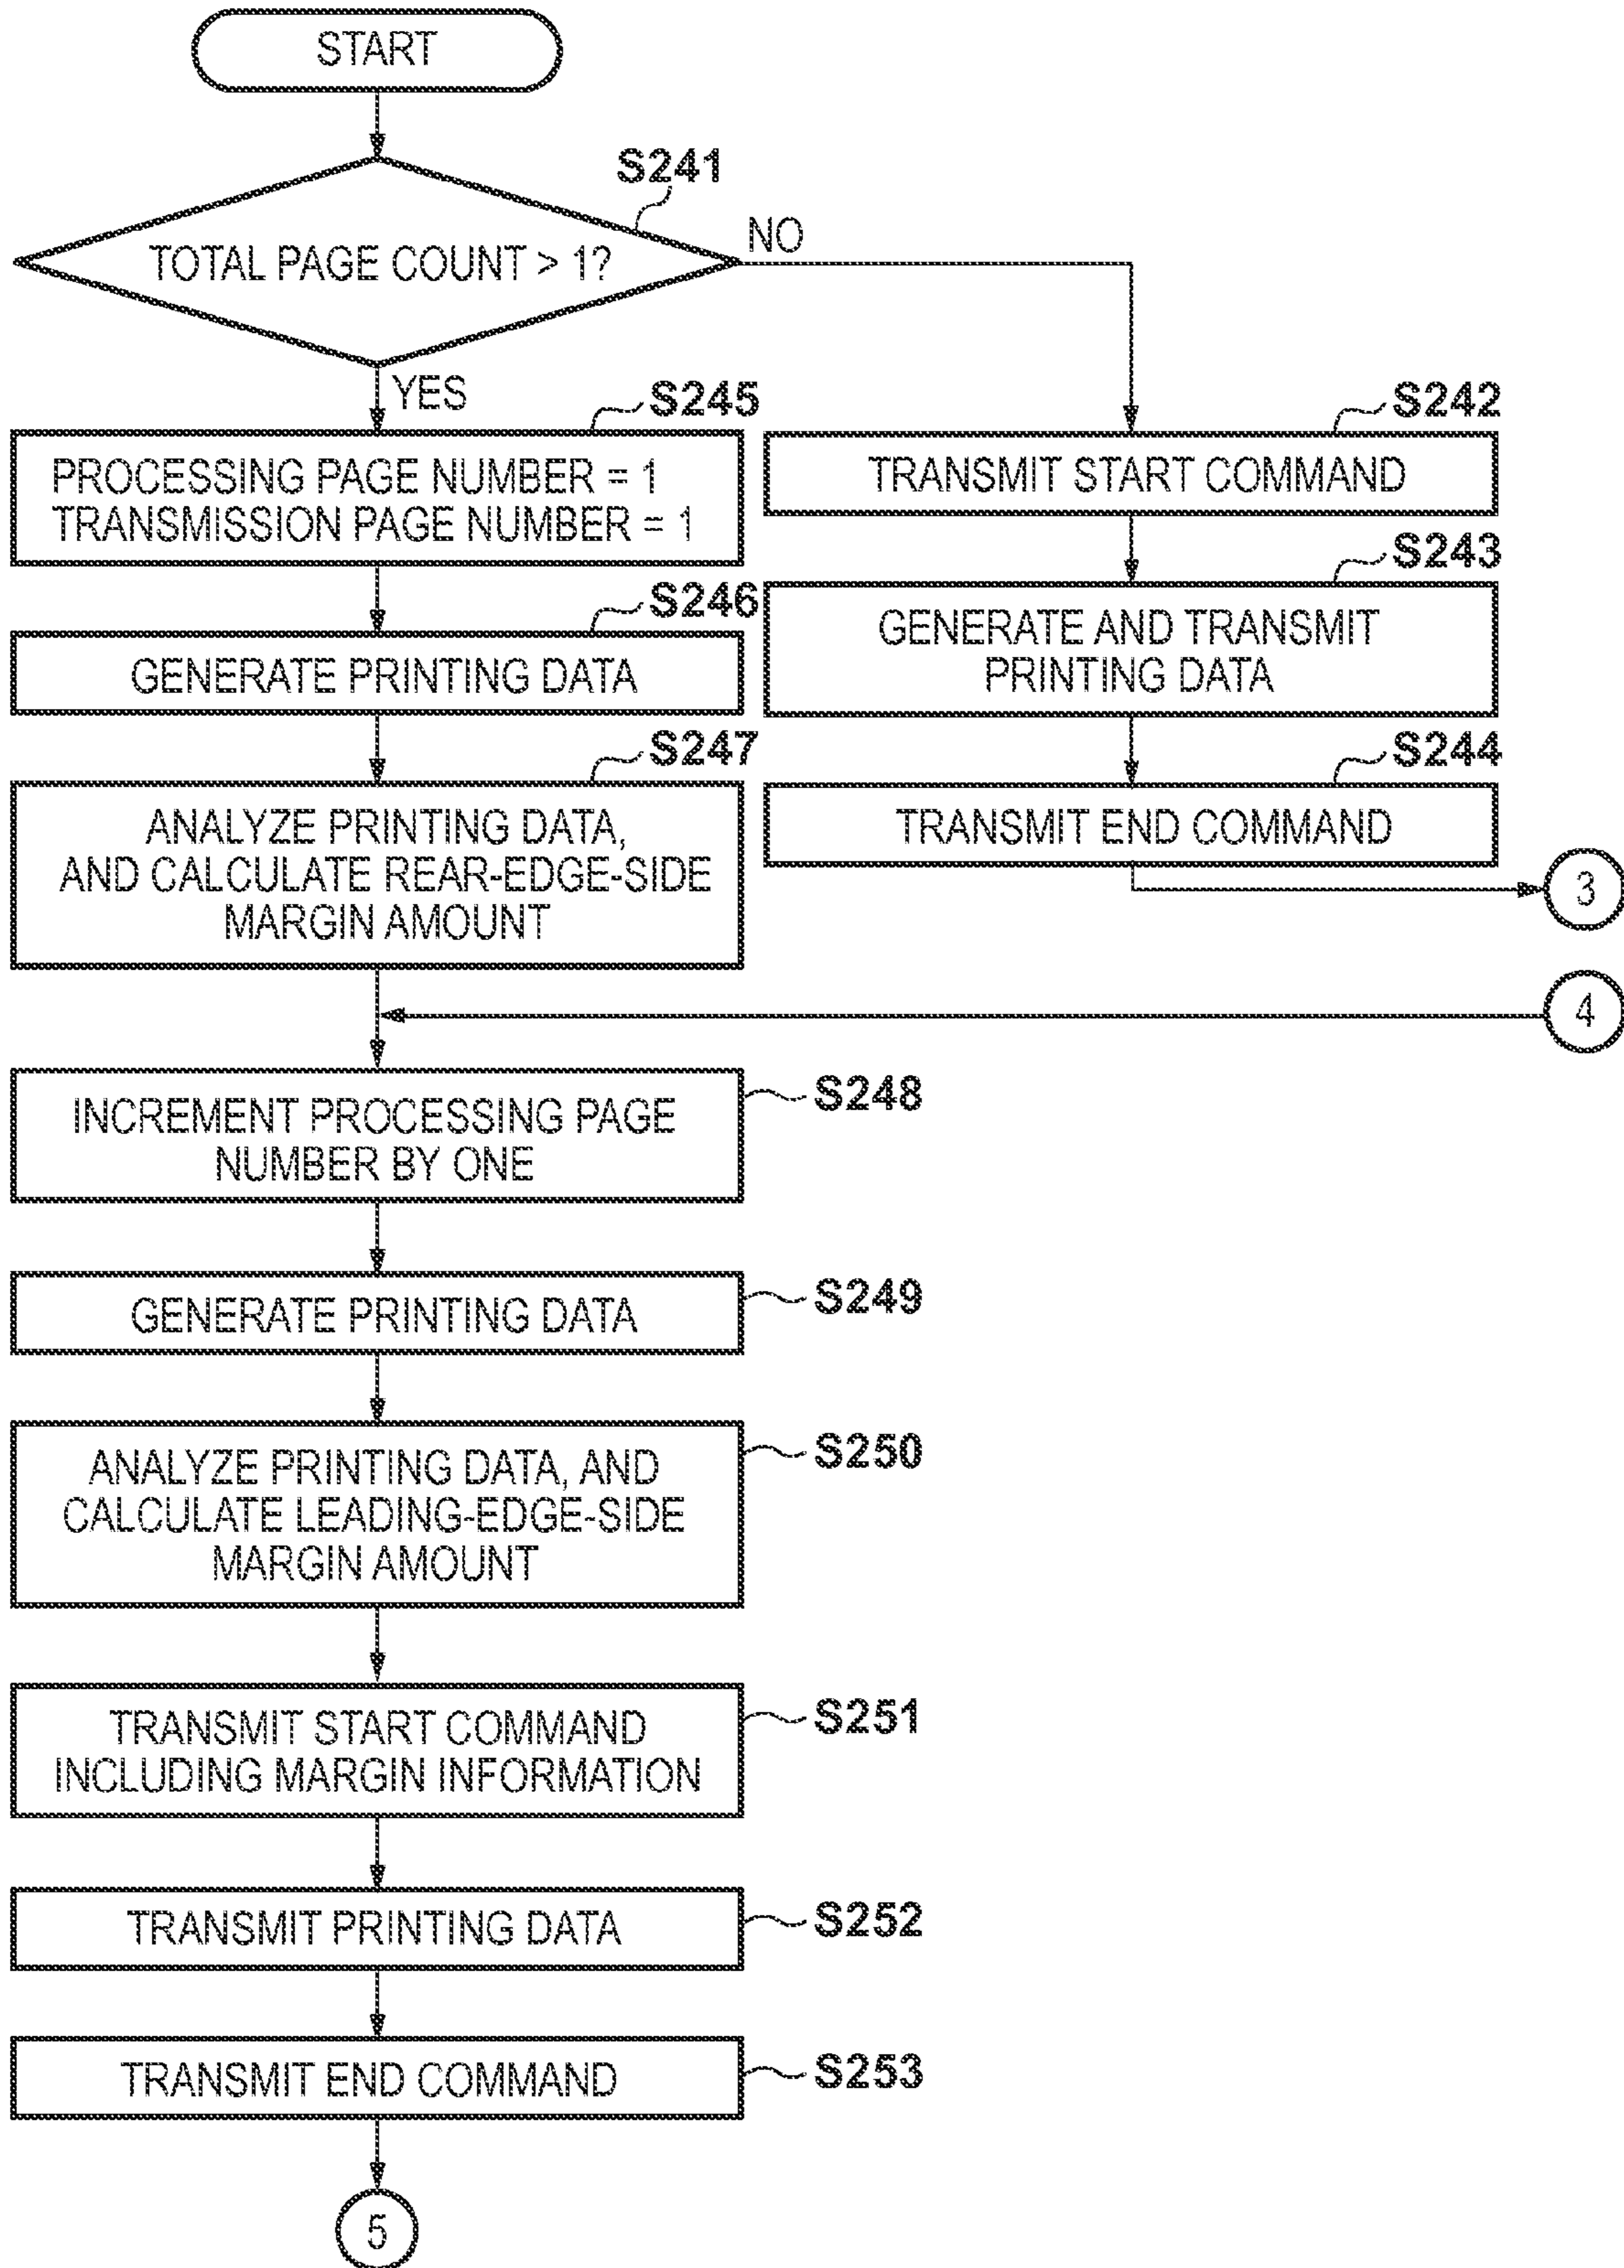 START
S241
TOTAL PAGE COUNT > 1?
NO
YES
S245
PROCESSING PAGE NUMBER = 1
TRANSMISSION PAGE NUMBER = 1
S242
TRANSMIT START COMMAND
S246
GENERATE PRINTING DATA
S243
GENERATE AND TRANSMIT
PRINTING DATA
S247
ANALYZE PRINTING DATA,
AND CALCULATE REAR-EDGE-SIDE
MARGIN AMOUNT
S244
TRANSMIT END COMMAND
3
4
S248
INCREMENT PROCESSING PAGE
NUMBER BY ONE
S249
GENERATE PRINTING DATA
S250
ANALYZE PRINTING DATA, AND
CALCULATE LEADING-EDGE-SIDE
MARGIN AMOUNT
S251
TRANSMIT START COMMAND
INCLUDING MARGIN INFORMATION
S252
TRANSMIT PRINTING DATA
S253
TRANSMIT END COMMAND
5